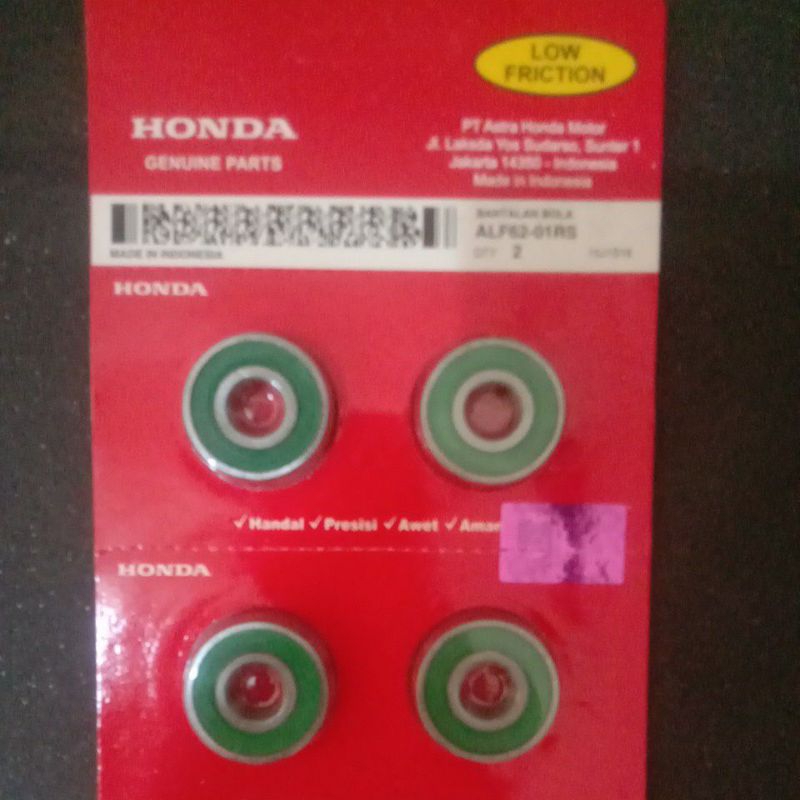 LOW
FRICTION
HONDA
GENUINE PARTS
PT Astra Honda Motor
Jl. Laksda Yos Sudarso, Sunter 1
Jakarta 14350 - Indonesia
Made in Indonesia
BANTALAN BOLA
ALF62-01RS
QTY 2
MADE IN INDONESIA
HONDA
✓Handal ✓Presisi ✓Awet ✓Aman
HONDA